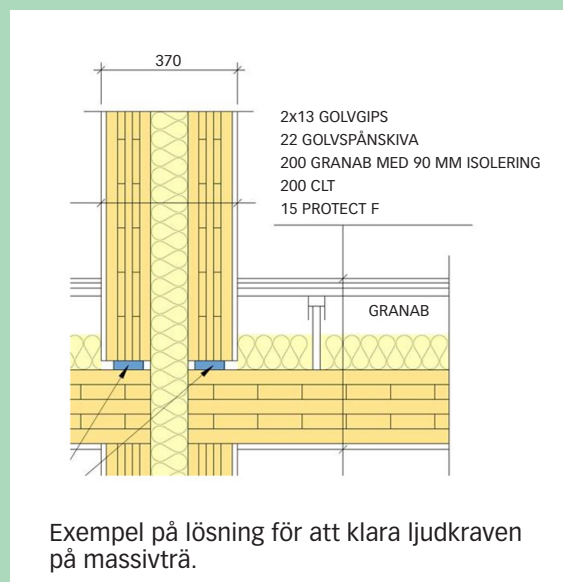 370
2x13 GOLVGIPS
22 GOLVSPÅNSKIVA
200 GRANAB MED 90 MM ISOLERING
200 CLT
15 PROTECT F
GRANAB
Exempel på lösning för att klara ljudkraven
på massivträ.